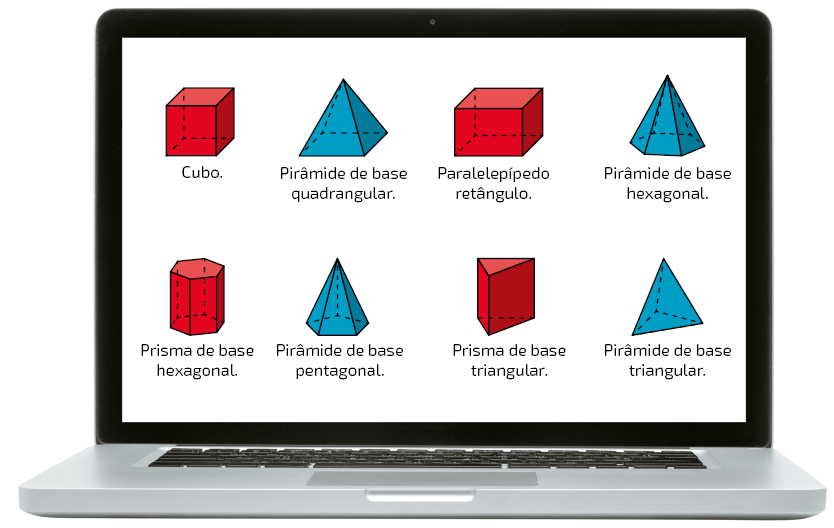 Cubo.
Pirâmide de base
quadrangular.
Paralelepípedo
retângulo.
Pirâmide de base
hexagonal.
Prisma de base
hexagonal.
Pirâmide de base
pentagonal.
Prisma de base
triangular.
Pirâmide de base
triangular.